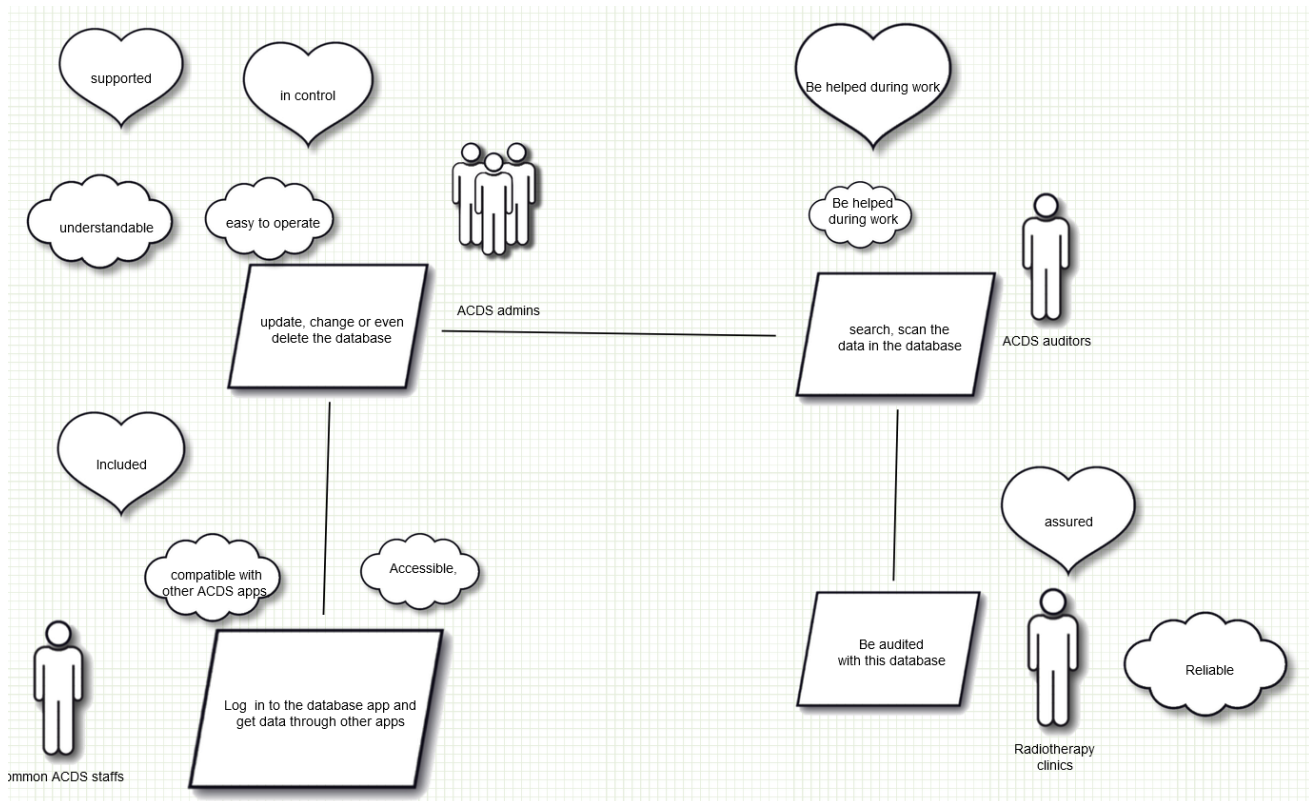 supported
in control
Be helped during work
understandable
easy to operate
Be helped
during work
ACDS admins
update, change or even
delete the database
search, scan the
data in the database
ACDS auditors
Included
assured
compatible with
other ACDS apps,
Accessible,
Be audited
with this database
Reliable
Log  in to the database app and
get data through other apps
Radiotherapy
clinics
ommon ACDS staffs